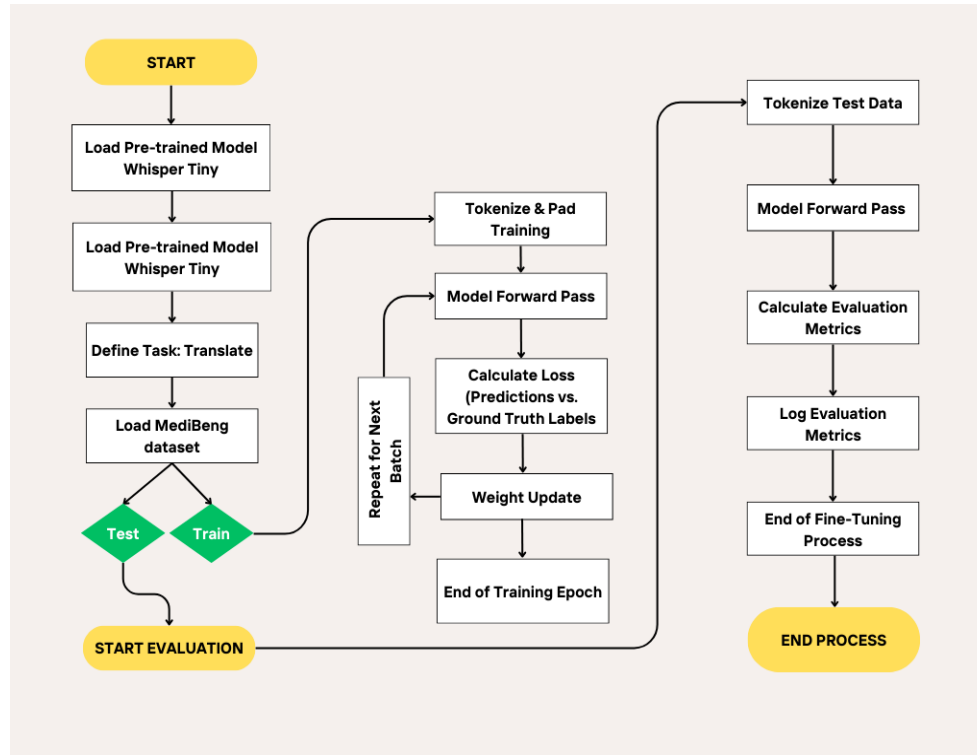 START
Load Pre-trained Model
Whisper Tiny
Load Pre-trained Model
Whisper Tiny
Define Task: Translate
Load MediBeng
dataset
Test
Train
START EVALUATION
Tokenize & Pad
Training
Model Forward Pass
Calculate Loss
(Predictions vs.
Ground Truth Labels
Repeat for Next
Batch
Weight Update
End of Training Epoch
Tokenize Test Data
Model Forward Pass
Calculate Evaluation
Metrics
Log Evaluation
Metrics
End of Fine-Tuning
Process
END PROCESS